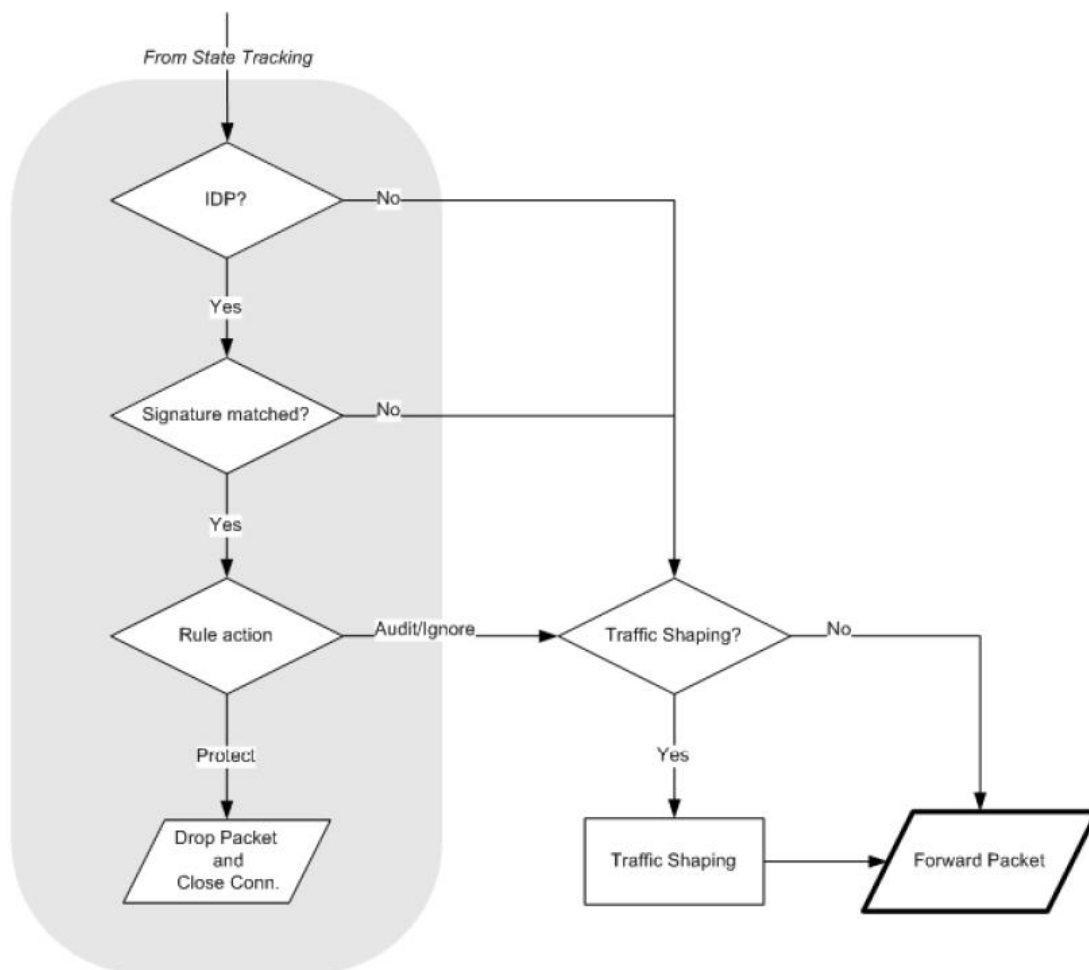 From State Tracking
IDP?
No
Yes
Signature matched?
No
Yes
Rule action
Audit/Ignore
Traffic Shaping?
No
Protect
Yes
Drop Packet
and
Close Conn.
Traffic Shaping
Forward Packet